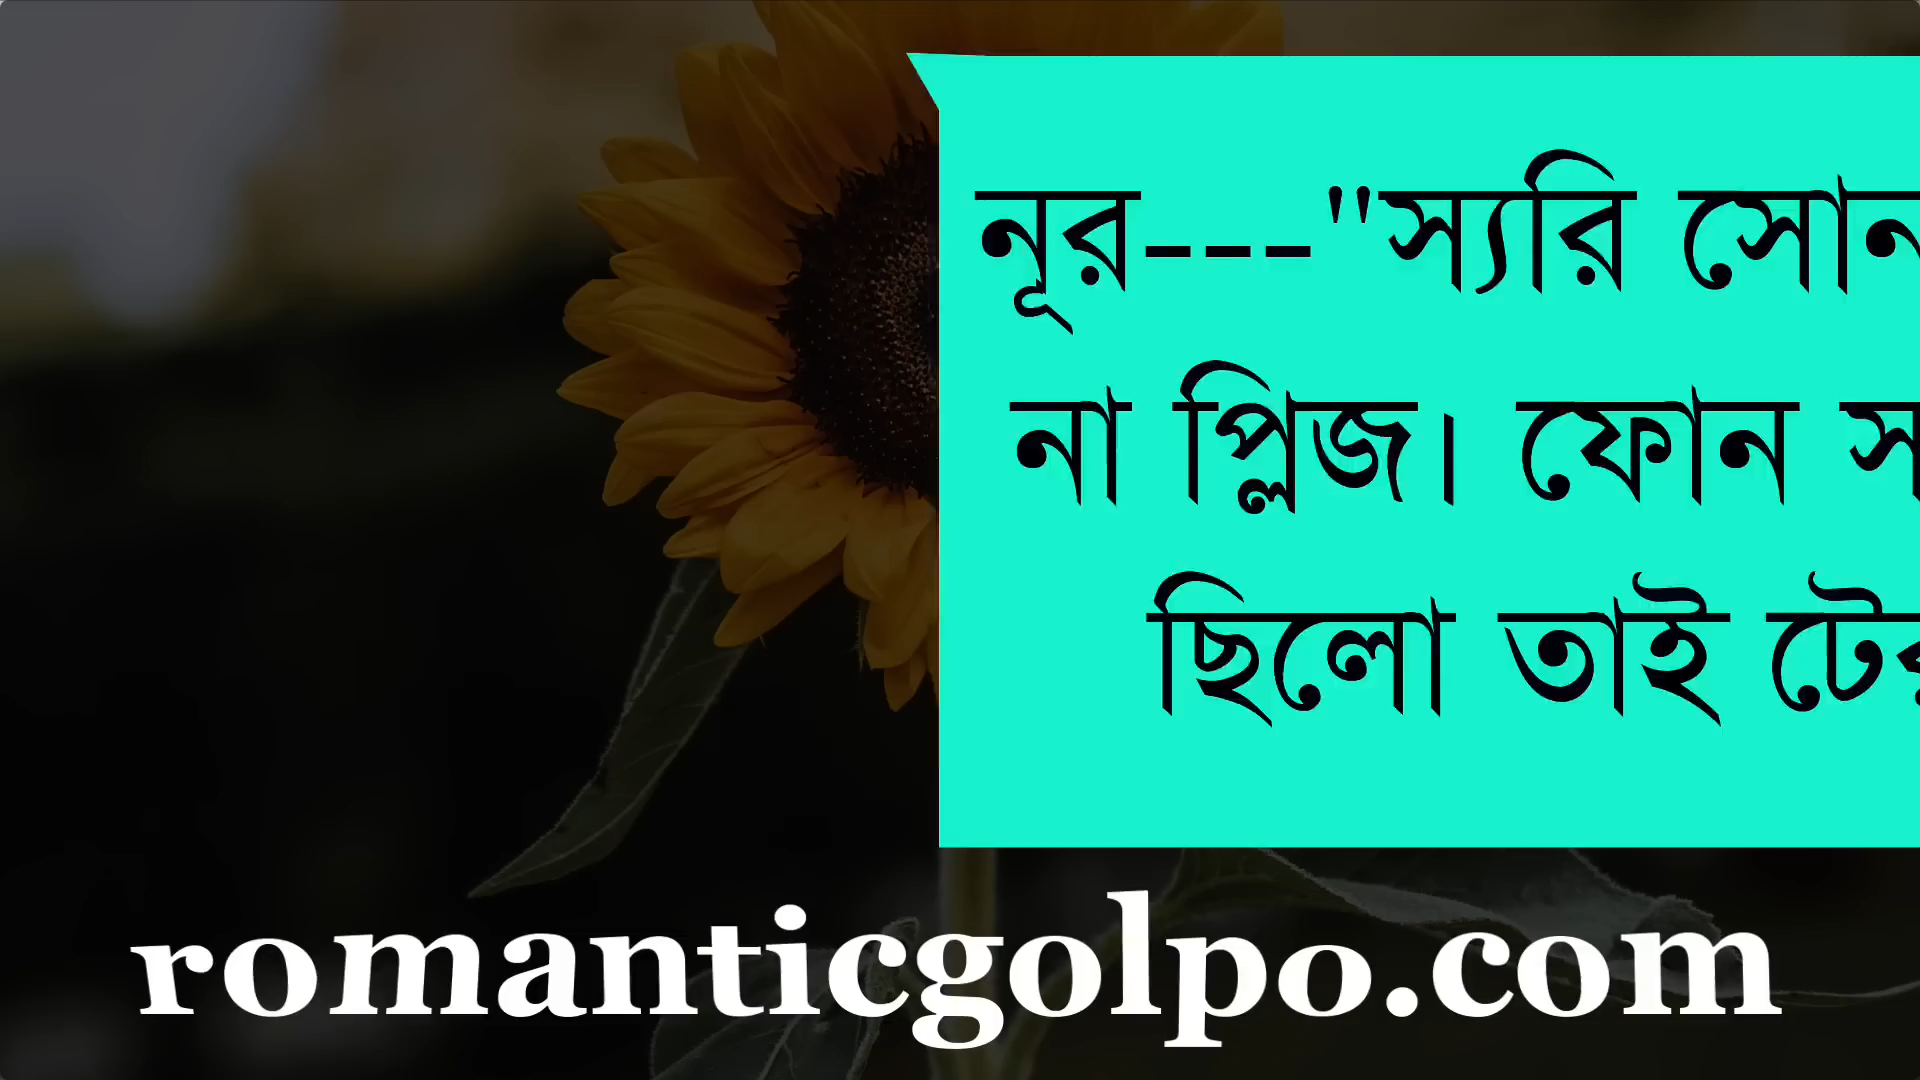 নূর---"স্যরি সোন
না প্লিজ। ফোন স
ছিলো তাই টের
romanticgolpo.com